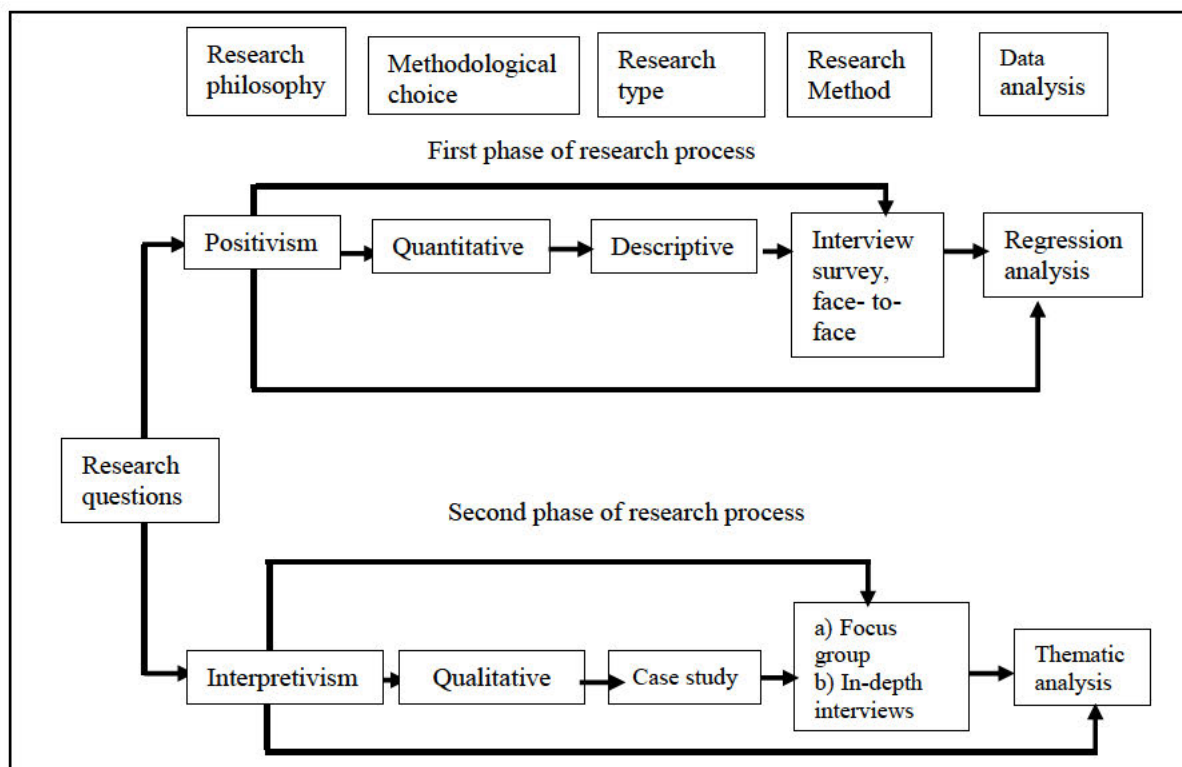 Research
philosophy
Methodological
choice
Research
type
Research
Method
Data
analysis
First phase of research process
Positivism
Quantitative
Descriptive
Interview
survey,
face- to-
face
Regression
analysis
Research
questions
Second phase of research process
Interpretivism
Qualitative
Case study
a) Focus
group
b) In-depth
interviews
Thematic
analysis